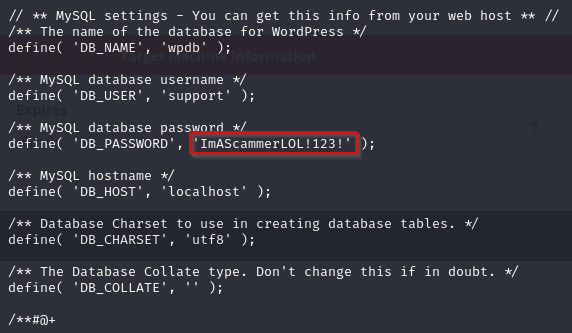 // ** MySQL settings - You can get this info from your web host ** //
/** The name of the database for WordPress */
define( 'DB_NAME', 'wpdb' );
Target Machine Information
/** MySQL database username */
define( 'DB_USER', 'support' );
Expires
/** MySQL database password */
?
define( 'DB_PASSWORD', 'ImAScammerLOL!123!' );
/** MySQL hostname */
define( 'DB_HOST', 'localhost' );
/** Database Charset to use in creating database tables. */
define( 'DB_CHARSET', 'utf8' );
/** The Database Collate type. Don't change this if in doubt. */
define( 'DB_COLLATE', '' );
/**#@+